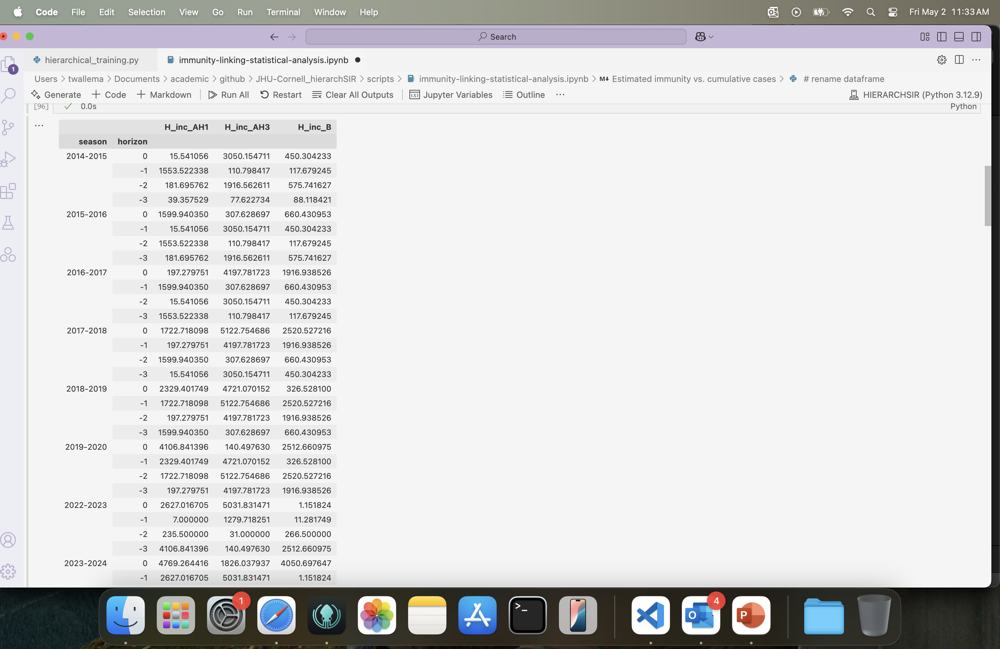 Code File Edit Selection View Go Run Terminal Window Help Fri May 2 11:33 AM
Search
1
hierarchical_training.py immunity-linking-statistical-analysis.ipynb
Users > twallema > Documents > academic > github > JHU-Cornell_hierarchSIR > scripts > immunity-linking-statistical-analysis.ipynb > M↓ Estimated immunity vs. cumulative cases > # rename dataframe
Generate + Code + Markdown Run All Restart Clear All Outputs Jupyter Variables Outline ··· HIERARCHSIR (Python 3.12.9)
[96] 0.0s Python
··· H_inc_AH1 H_inc_AH3 H_inc_B
season horizon
2014-2015 0 15.541056 3050.154711 450.304233
-1 1553.522338 110.798417 117.679245
-2 181.695762 1916.562611 575.741627
-3 39.357529 77.622734 88.118421
2015-2016 0 1599.940350 307.628697 660.430953
-1 15.541056 3050.154711 450.304233
-2 1553.522338 110.798417 117.679245
-3 181.695762 1916.562611 575.741627
2016-2017 0 197.279751 4197.781723 1916.938526
-1 1599.940350 307.628697 660.430953
-2 15.541056 3050.154711 450.304233
-3 1553.522338 110.798417 117.679245
2017-2018 0 1722.718098 5122.754686 2520.527216
-1 197.279751 4197.781723 1916.938526
-2 1599.940350 307.628697 660.430953
-3 15.541056 3050.154711 450.304233
2018-2019 0 2329.401749 4721.070152 326.528100
-1 1722.718098 5122.754686 2520.527216
-2 197.279751 4197.781723 1916.938526
-3 1599.940350 307.628697 660.430953
2019-2020 0 4106.841396 140.497630 2512.660975
-1 2329.401749 4721.070152 326.528100
-2 1722.718098 5122.754686 2520.527216
-3 197.279751 4197.781723 1916.938526
2022-2023 0 2627.016705 5031.831471 1.151824
-1 7.000000 1279.718251 11.281749
-2 235.500000 31.000000 266.500000
-3 4106.841396 140.497630 2512.660975
2023-2024 0 4769.264416 1826.037937 4050.697647
-1 2627.016705 5031.831471 1.151824
1 >_ O 4 P